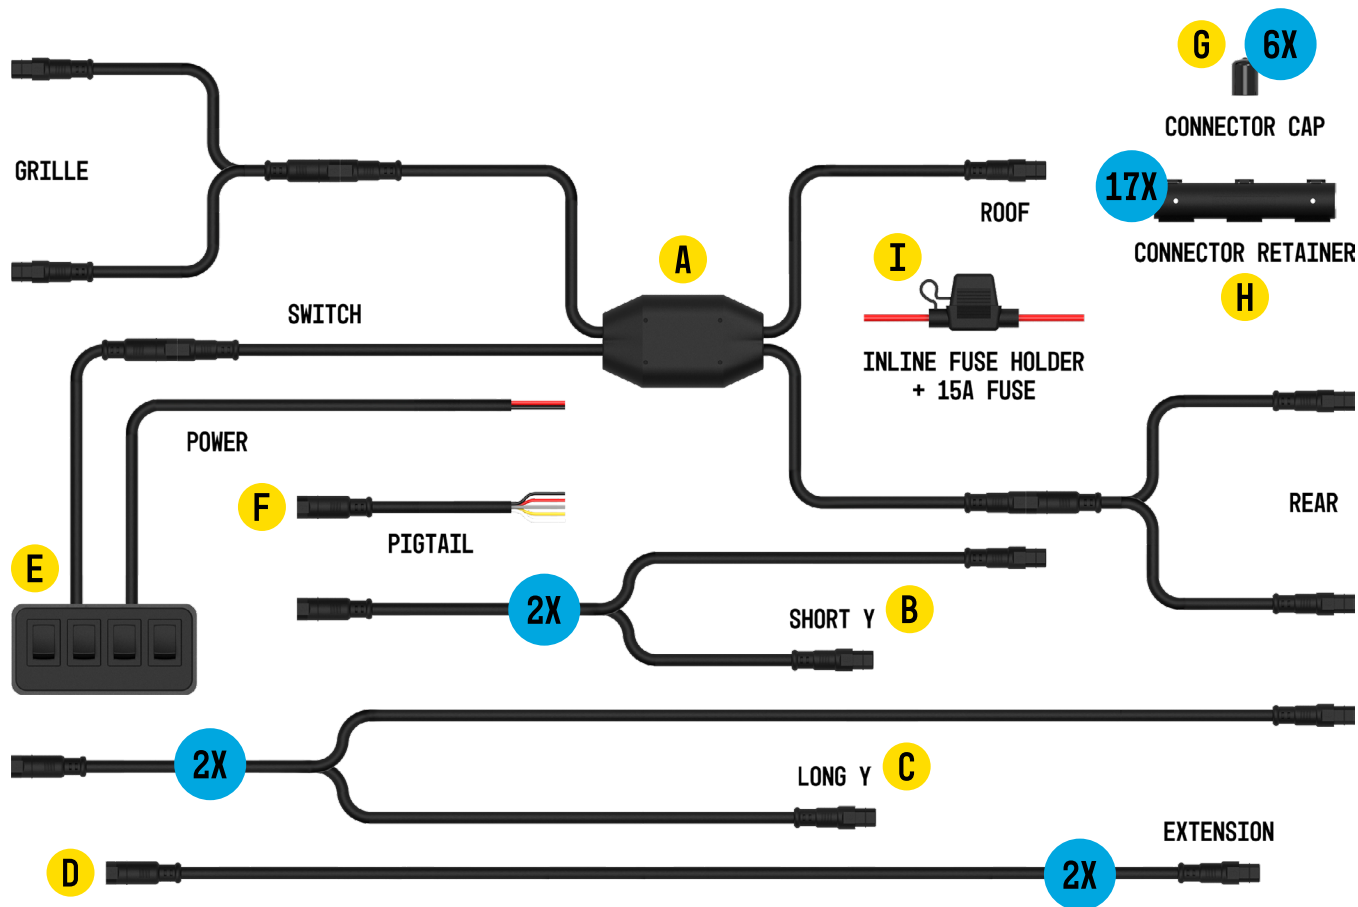 G
6X
CONNECTOR CAP
GRILLE
17X
ROOF
A
I
CONNECTOR RETAINER
H
SWITCH
INLINE FUSE HOLDER
+ 15A FUSE
POWER
F
REAR
PIGTAIL
E
2X
SHORT Y
B
2X
LONG Y
C
EXTENSION
D
2X